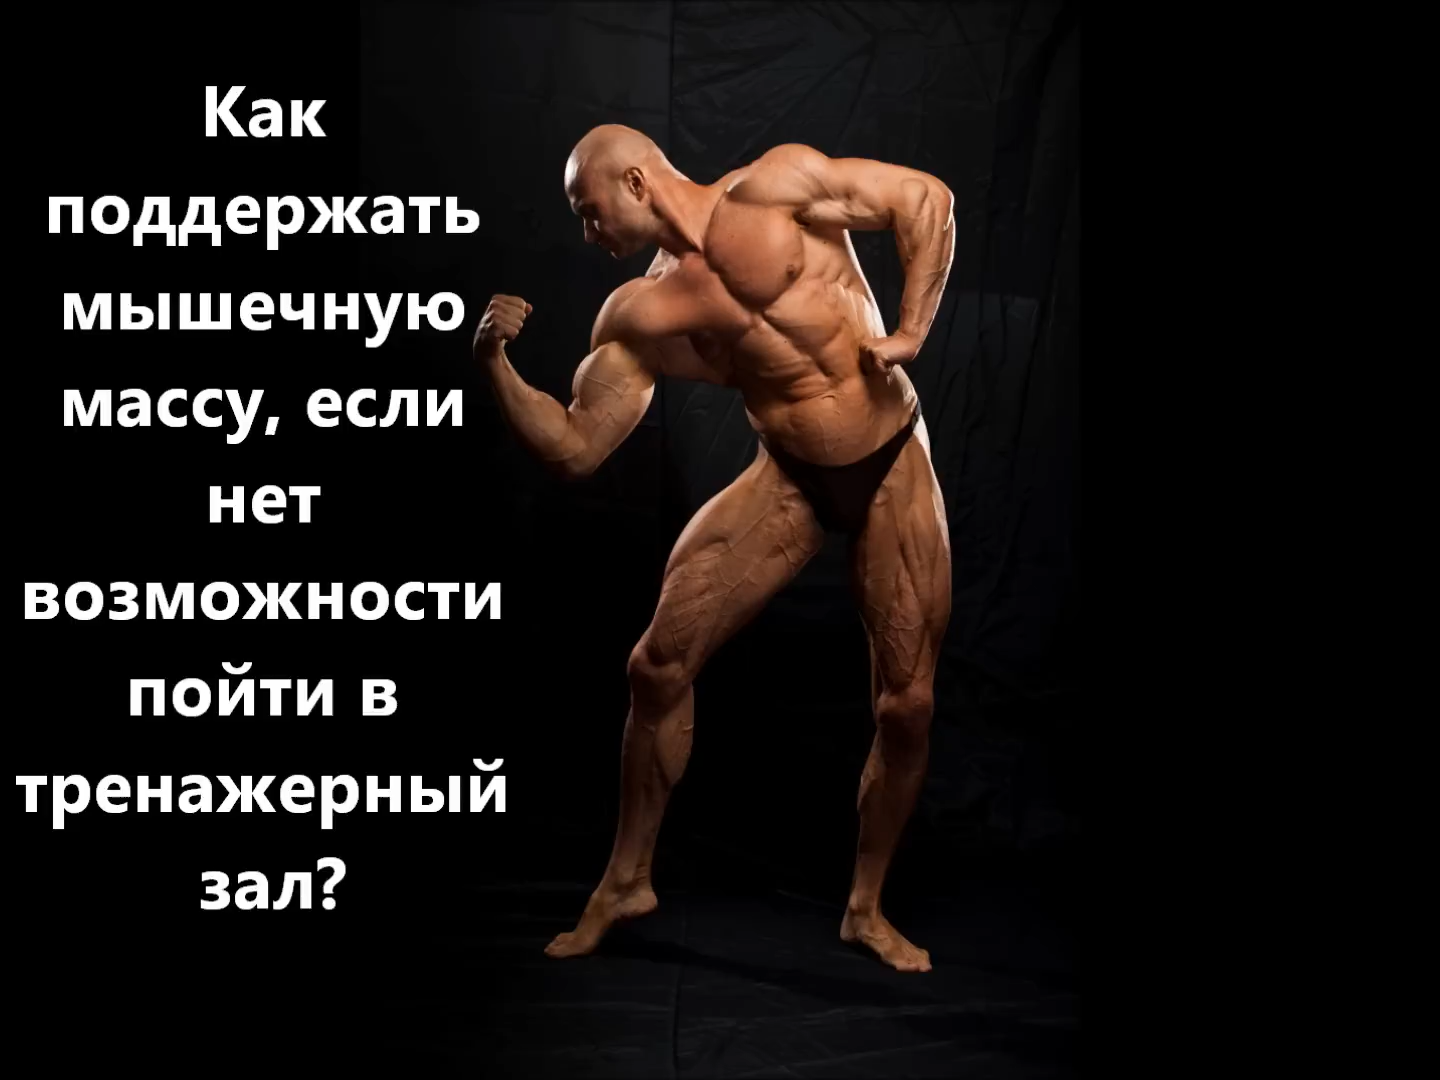 Как
поддержать
мышечную
массу, если
нет
возможности
пойти в
тренажерный
зал?